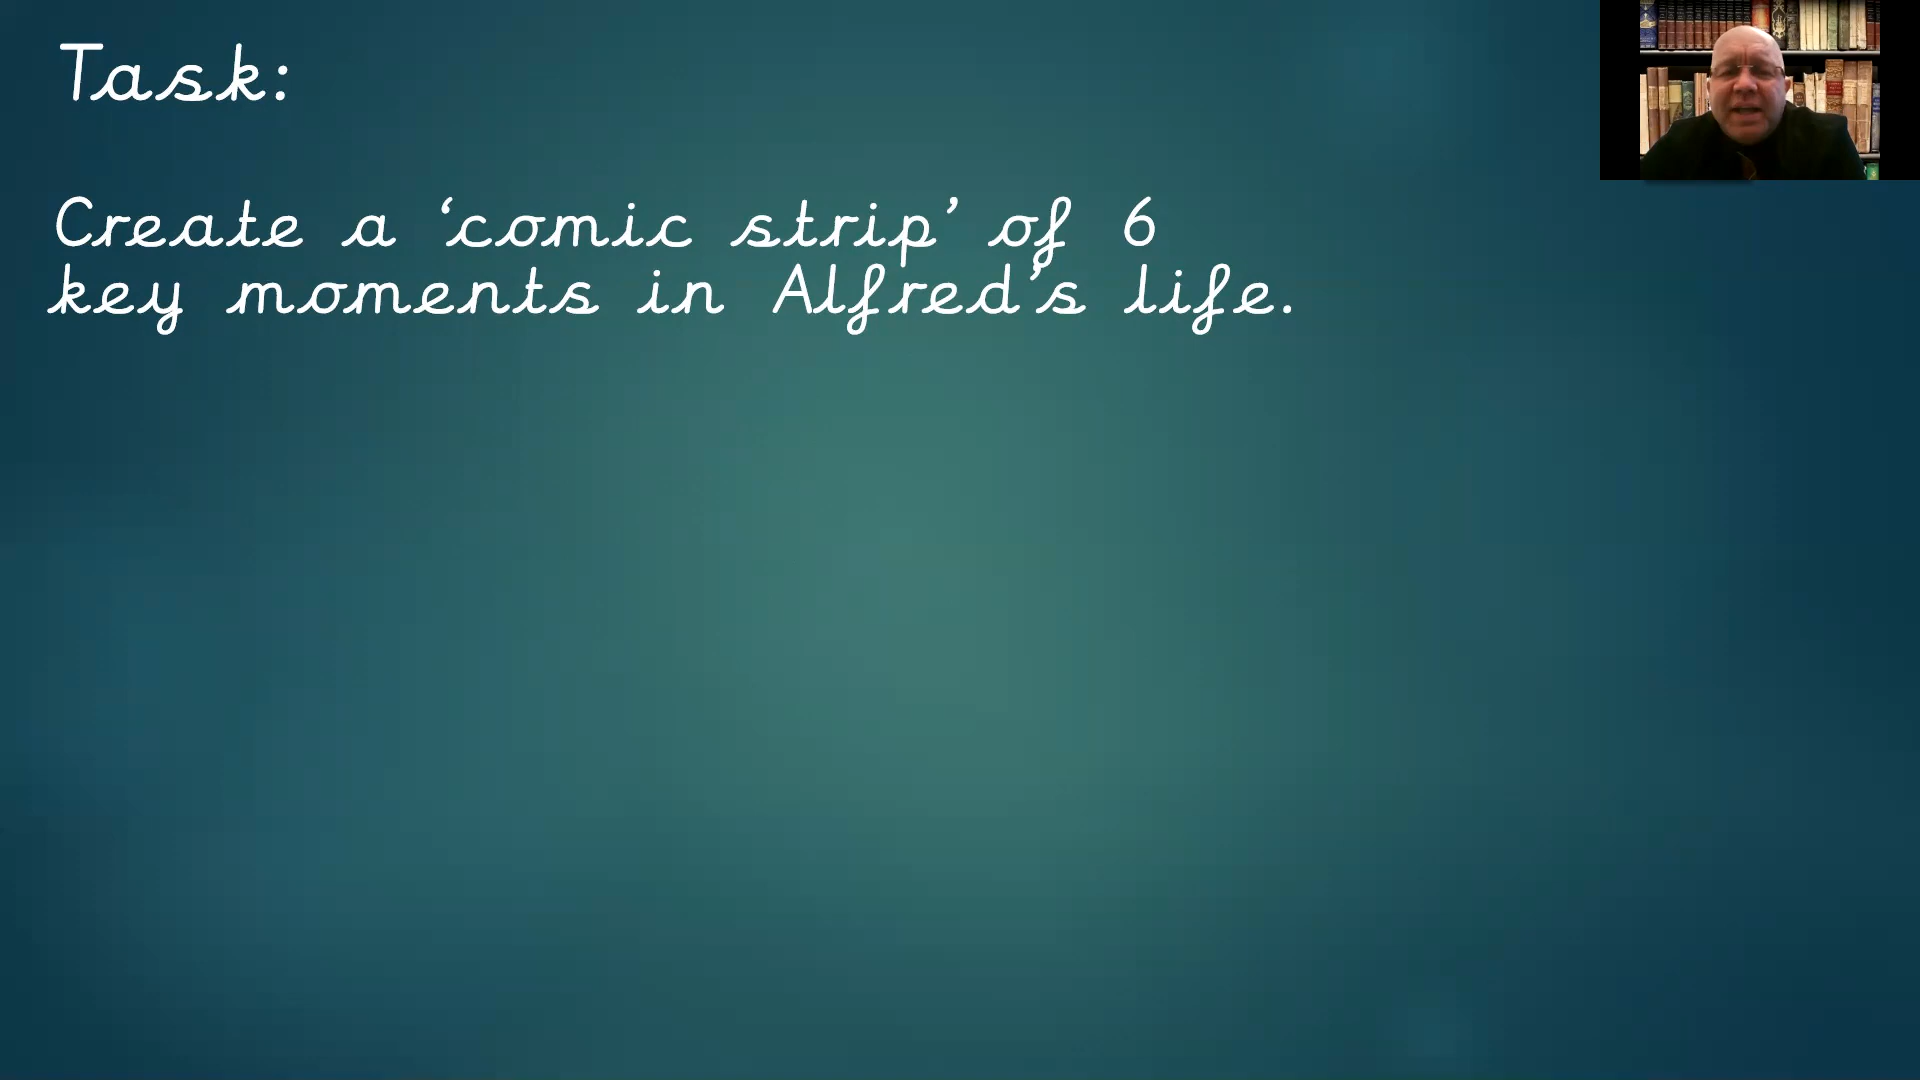 Task:
Create a ‘comic strip’ of 6
key moments in Alfred’s life.